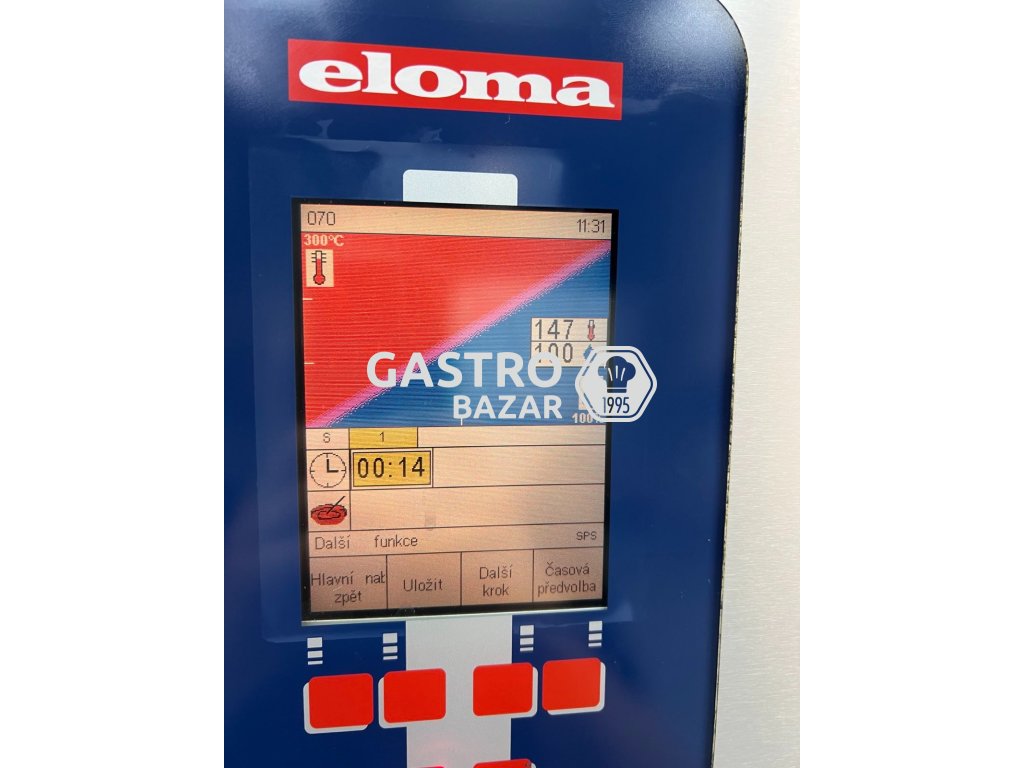 eloma
070 11:31
300°C
147
100
GASTRO
BAZAR
1995
S 1
00:14
Další funkce SPS
Hlavní nab
zpět
Uložit
Další
krok
Časová
předvolba